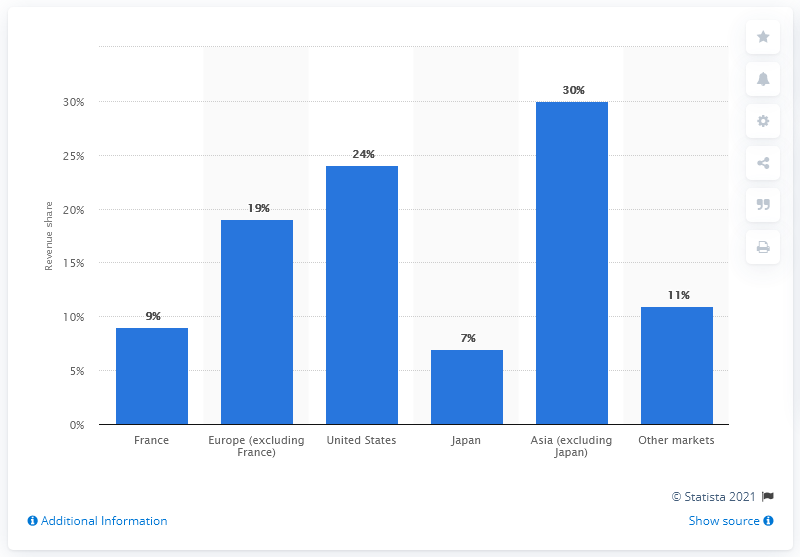 30%
25%
20%
15%
10%
5%
0%
Revenue share
9%
19%
24%
7%
30%
11%
France
Europe (excluding
France)
United States
Japan
Asia (excluding
Japan)
Other markets
© Statista 2021
Additional Information
Show source